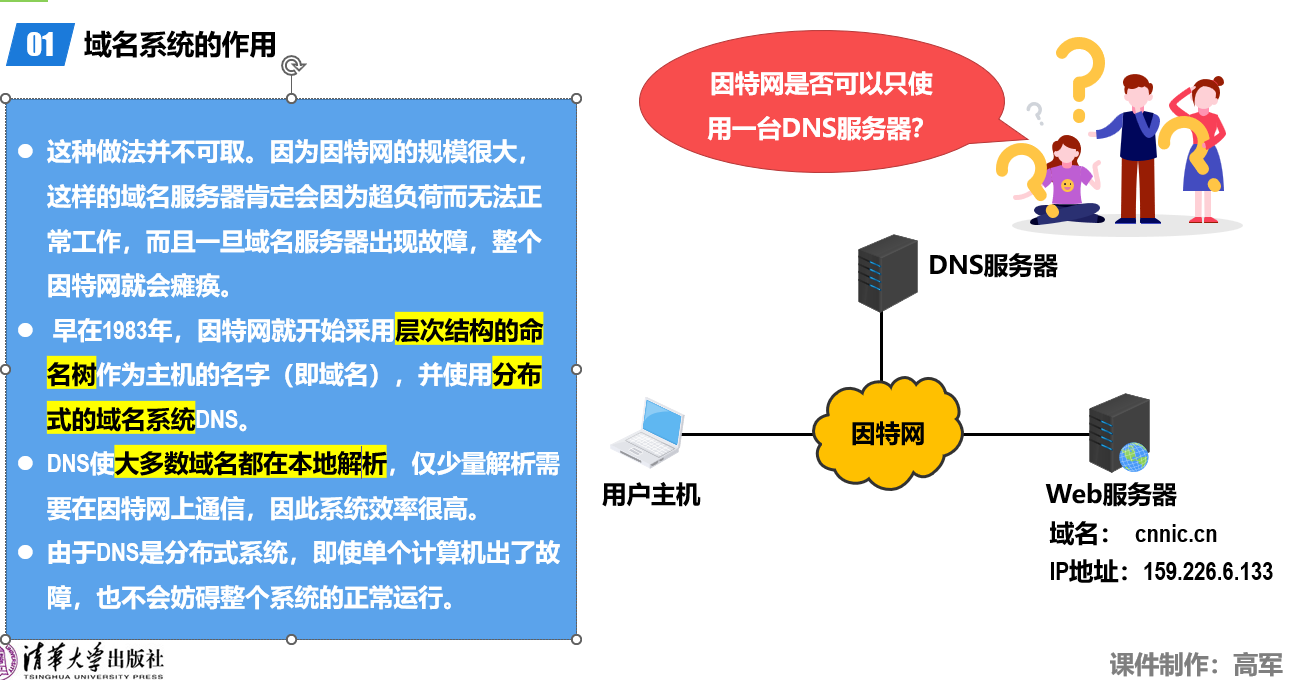 01 域名系统的作用
这种做法并不可取。因为因特网的规模很大，
这样的域名服务器肯定会因为超负荷而无法正
常工作，而且一旦域名服务器出现故障，整个
因特网就会瘫痪。
早在1983年，因特网就开始采用层次结构的命
名树作为主机的名字（即域名），并使用分布
式的域名系统DNS。
DNS使大多数域名都在本地解析，仅少量解析需
要在因特网上通信，因此系统效率很高。
由于DNS是分布式系统，即使单个计算机出了故
障，也不会妨碍整个系统的正常运行。
因特网是否可以只使
用一台DNS服务器？
DNS服务器
因特网
用户主机
Web服务器
域名： cnnic.cn
IP地址：159.226.6.133
清华大学出版社
TSINGHUA UNIVERSITY PRESS
课件制作：高军